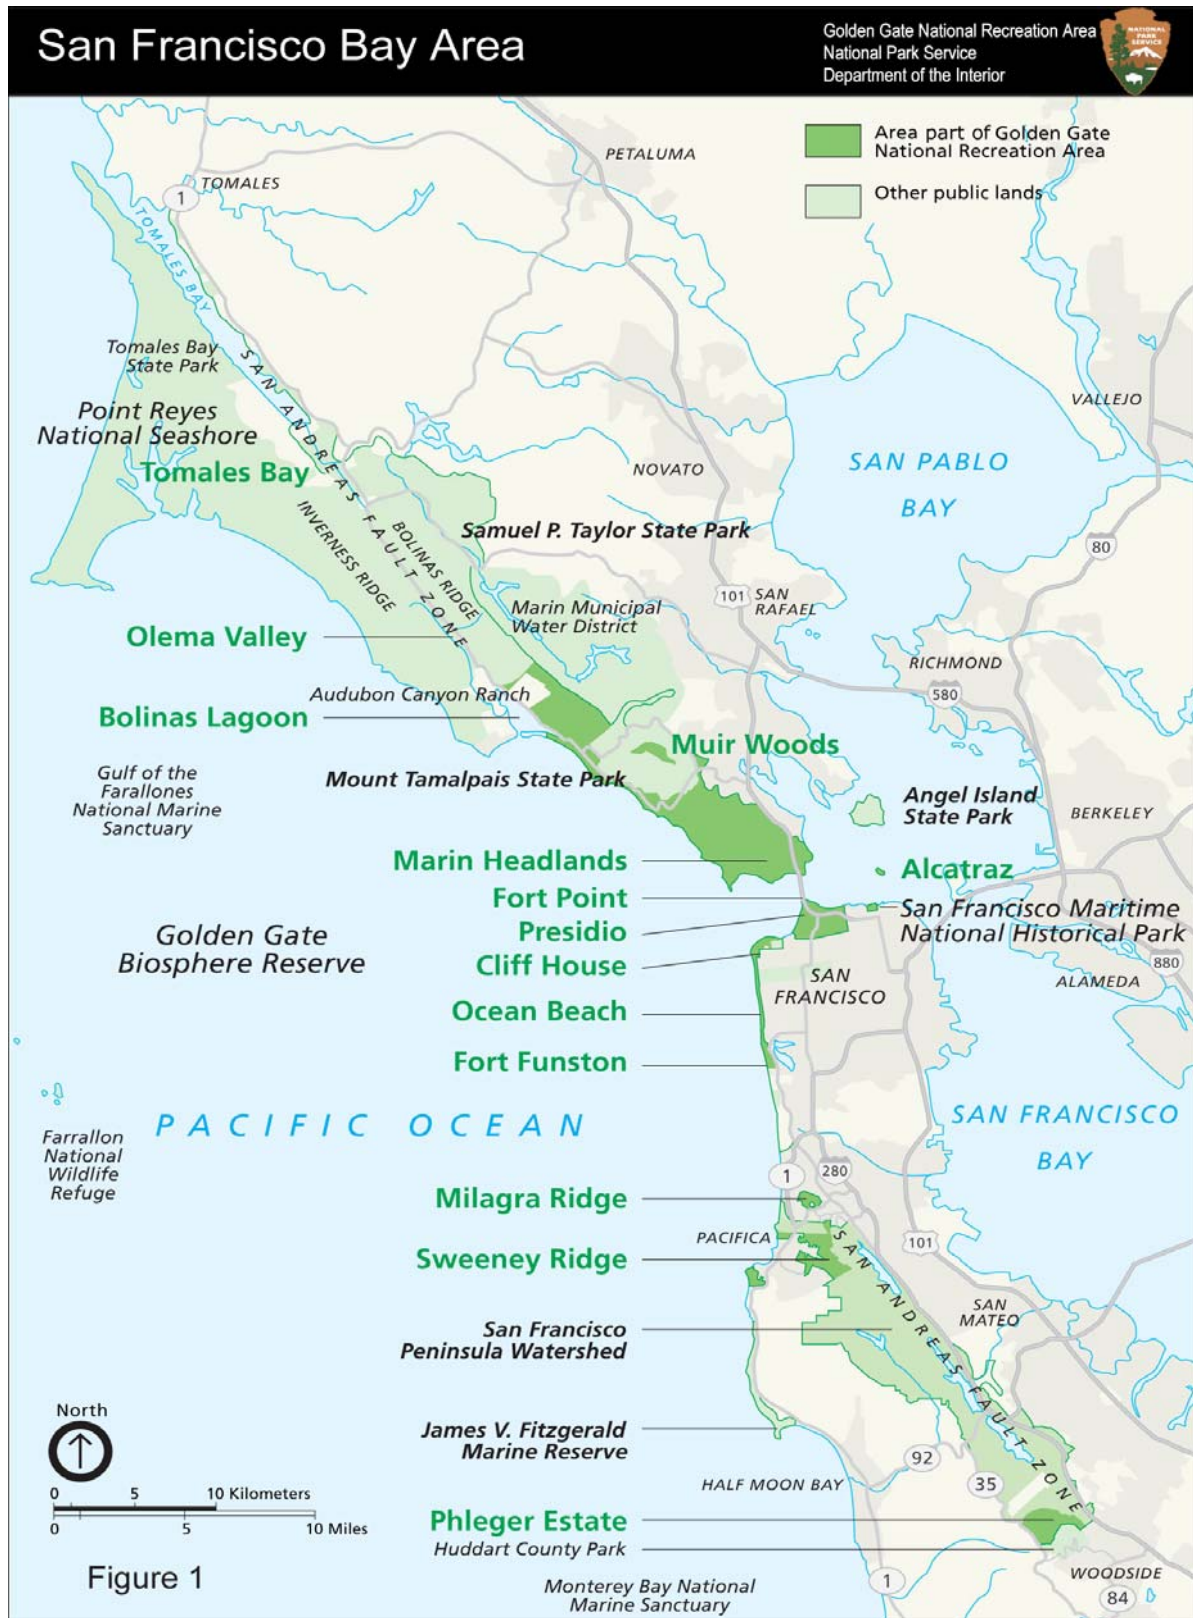 San Francisco Bay Area
Golden Gate National Recreation Area
National Park Service
Department of the Interior
NATIONAL
PARK
SERVICE
Area part of Golden Gate
National Recreation Area
Other public lands
PETALUMA
TOMALES
1
TOMALES BAY
Tomales Bay
State Park
SAN ANDREAS FAULT ZONE
Point Reyes
National Seashore
Tomales Bay
VALLEJO
NOVATO
SAN PABLO
BAY
INVERNESS RIDGE
BOLINAS RIDGE
Samuel P. Taylor State Park
80
101
SAN
RAFAEL
Marin Municipal
Water District
Olema Valley
RICHMOND
580
Audubon Canyon Ranch
Bolinas Lagoon
Muir Woods
Mount Tamalpais State Park
Gulf of the
Farallones
National Marine
Sanctuary
Angel Island
State Park
BERKELEY
Marin Headlands
Alcatraz
Fort Point
San Francisco Maritime
National Historical Park
Presidio
Golden Gate
Biosphere Reserve
Cliff House
SAN
FRANCISCO
880
ALAMEDA
Ocean Beach
Fort Funston
PACIFIC OCEAN
SAN FRANCISCO
BAY
Farrallon
National
Wildlife
Refuge
1
280
Milagra Ridge
PACIFICA
101
Sweeney Ridge
SAN ANDREAS FAULT ZONE
SAN
MATEO
San Francisco
Peninsula Watershed
North
James V. Fitzgerald
Marine Reserve
92
35
HALF MOON BAY
0 5 10 Kilometers
0 5 10 Miles
Phleger Estate
Huddart County Park
Figure 1
Monterey Bay National
Marine Sanctuary
1
WOODSIDE
84